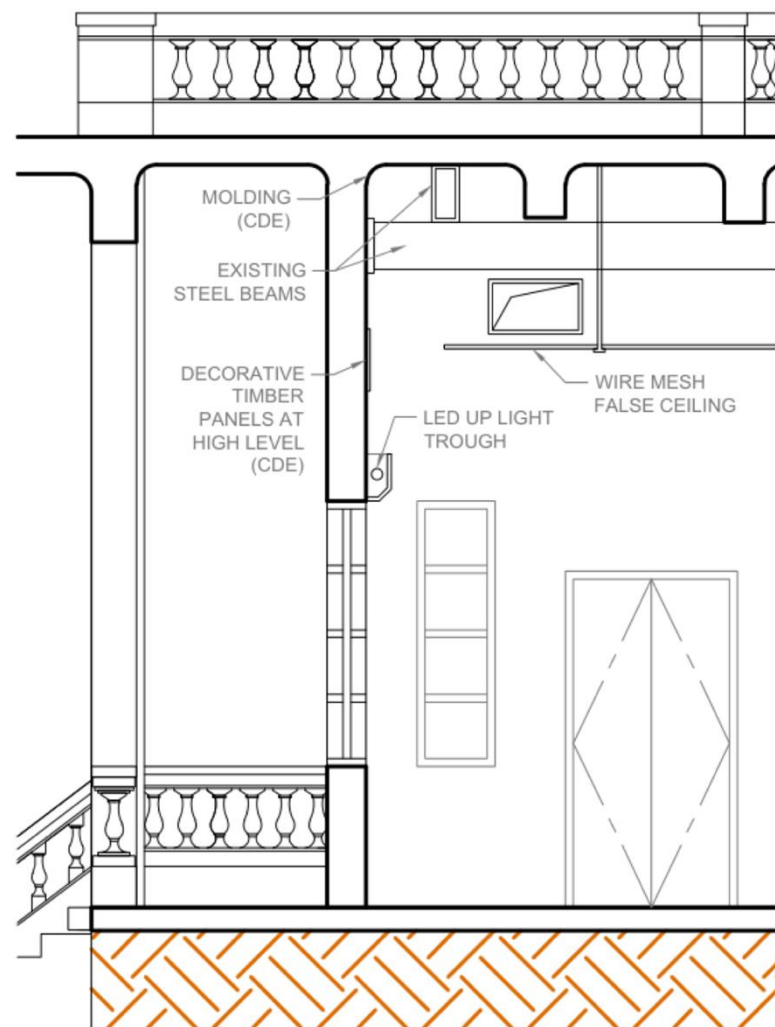 MOLDING
(CDE)
EXISTING
STEEL BEAMS
DECORATIVE
TIMBER
PANELS AT
HIGH LEVEL
(CDE)
WIRE MESH
FALSE CEILING
LED UP LIGHT
TROUGH